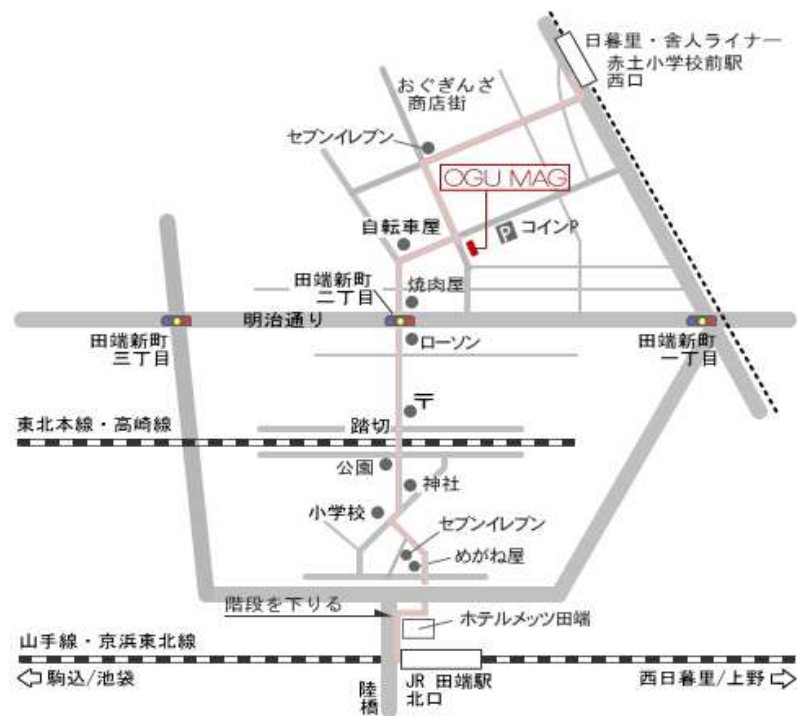 日暮里・舎人ライナー
赤土小学校前駅
西口
おぐぎんざ
商店街
セブンイレブン
OGU MAG
P
コインP
自転車屋
田端新町
二丁目
焼肉屋
明治通り
田端新町
三丁目
ローソン
田端新町
一丁目
〒
東北本線・高崎線
踏切
公園
神社
小学校
セブンイレブン
めがね屋
階段を下りる
ホテルメッツ田端
山手線・京浜東北線
駒込/池袋
陸橋
JR 田端駅
北口
西日暮里/上野